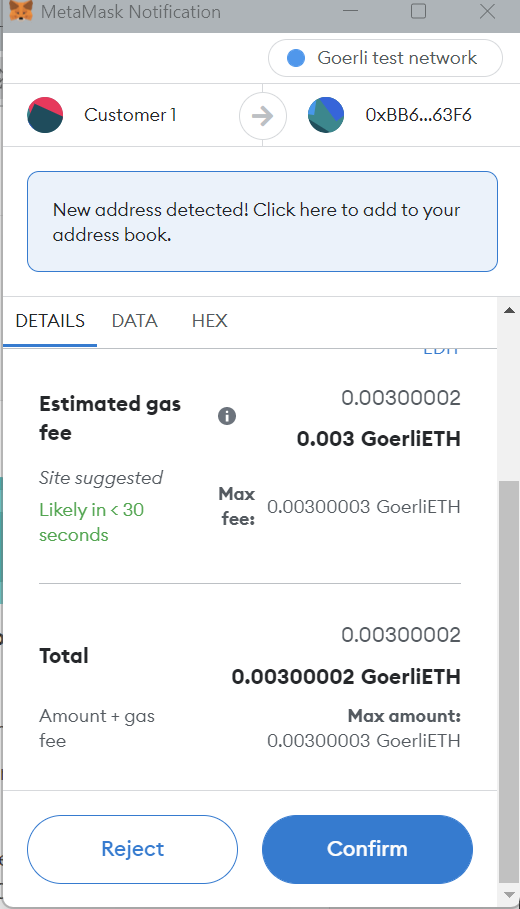 MetaMask Notification
Goerli test network
Customer 1
0xBB6...63F6
New address detected! Click here to add to your
address book.
DETAILS DATA HEX
EDIT
Estimated gas
fee
0.00300002
0.003 GoerliETH
Site suggested
Likely in < 30
seconds
Max
fee:
0.00300003 GoerliETH
Total
0.00300002
0.00300002 GoerliETH
Amount + gas
fee
Max amount:
0.00300003 GoerliETH
Reject
Confirm